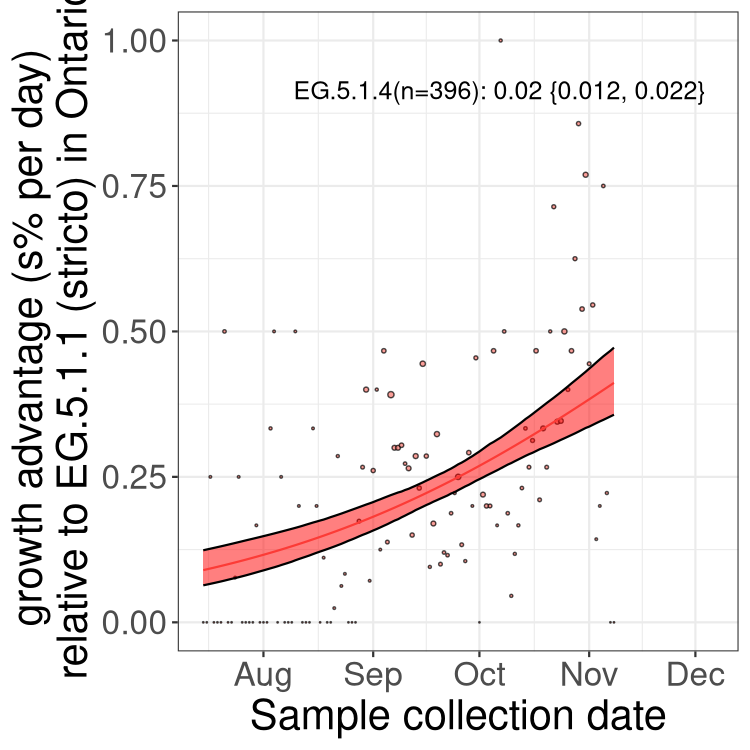 growth advantage (s% per day)
relative to EG.5.1.1 (stricto) in Ontario
1.00
0.75
0.50
0.25
0.00
EG.5.1.4(n=396): 0.02 {0.012, 0.022}
Aug Sep Oct Nov Dec
Sample collection date